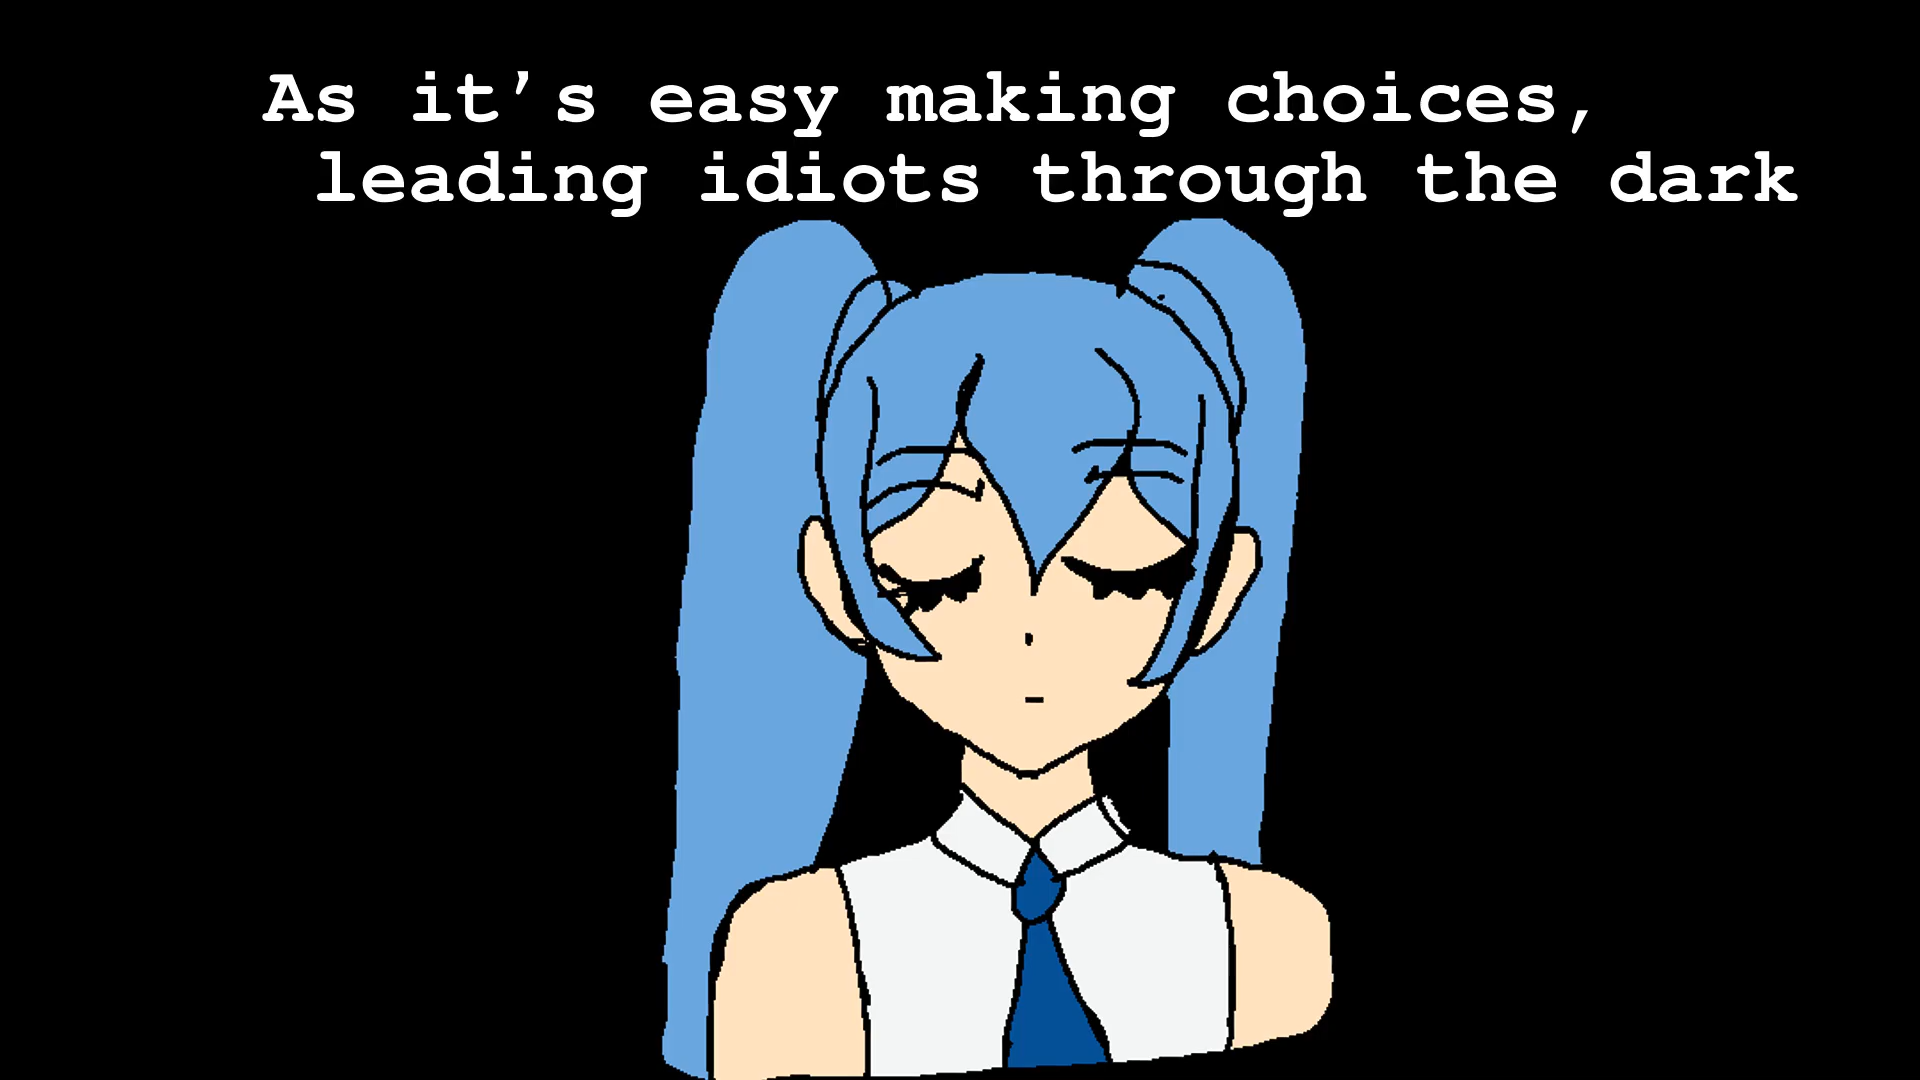 As it’s easy making choices,
leading idiots through the dark